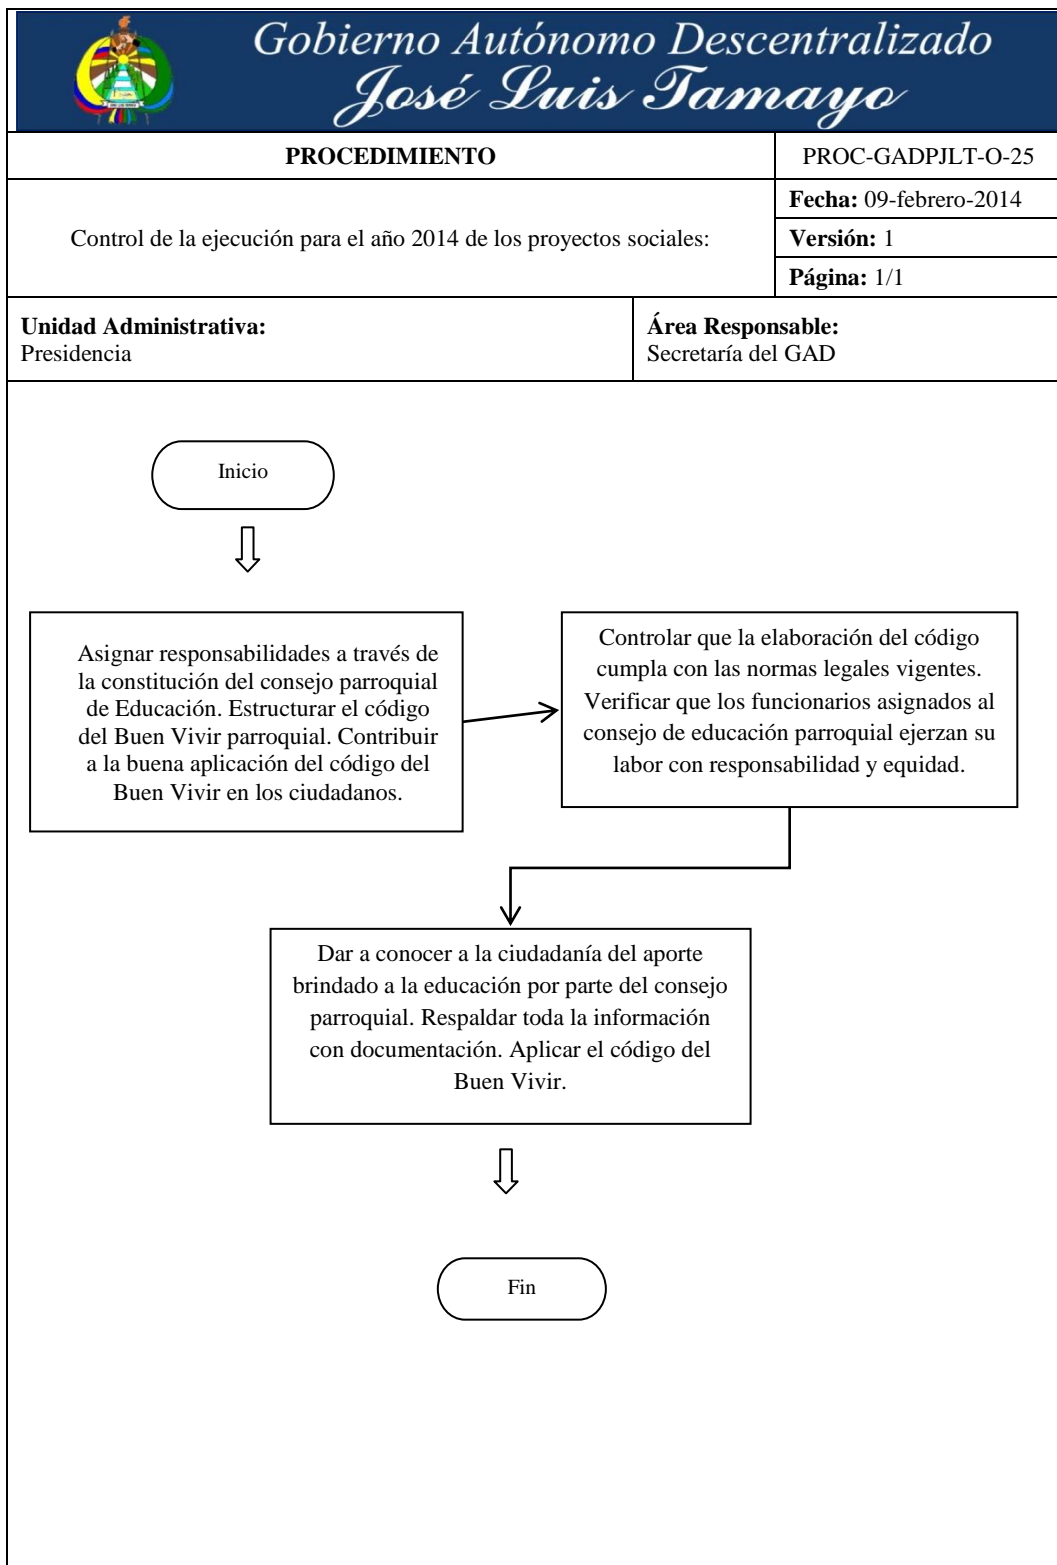 Gobierno Autónomo Descentralizado
José Luis Tamayo
PROCEDIMIENTO
PROC-GADPJLT-O-25
Control de la ejecución para el año 2014 de los proyectos sociales:
Fecha: 09-febrero-2014
Versión: 1
Página: 1/1
Unidad Administrativa:
Presidencia
Área Responsable:
Secretaría del GAD
Inicio
Asignar responsabilidades a través de
la constitución del consejo parroquial
de Educación. Estructurar el código
del Buen Vivir parroquial. Contribuir
a la buena aplicación del código del
Buen Vivir en los ciudadanos.
Controlar que la elaboración del código
cumpla con las normas legales vigentes.
Verificar que los funcionarios asignados al
consejo de educación parroquial ejerzan su
labor con responsabilidad y equidad.
Dar a conocer a la ciudadanía del aporte
brindado a la educación por parte del consejo
parroquial. Respaldar toda la información
con documentación. Aplicar el código del
Buen Vivir.
Fin